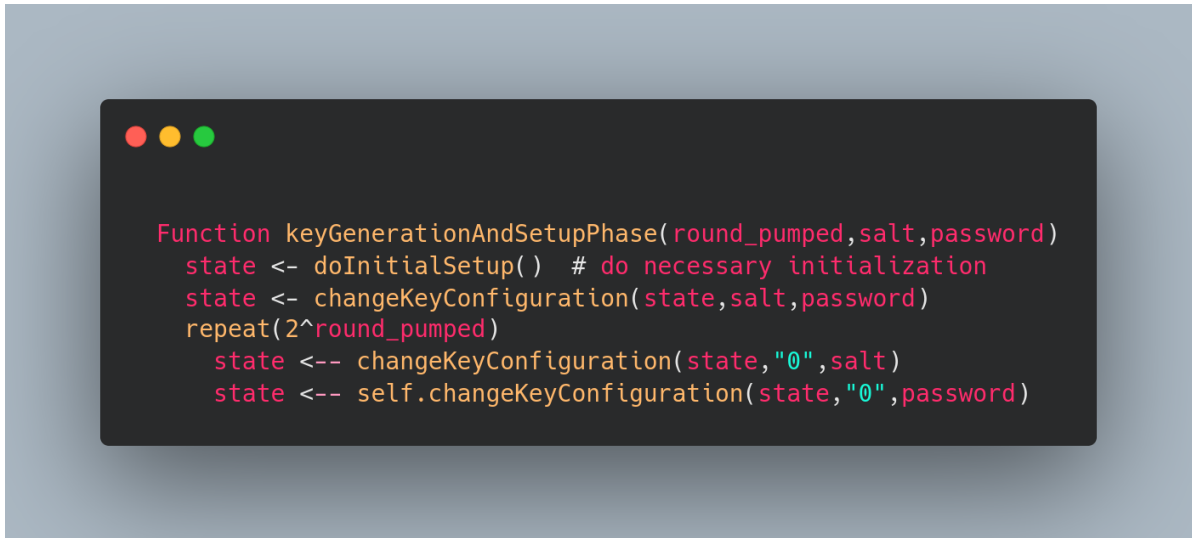 Function keyGenerationAndSetupPhase(round_pumped,salt,password)
state <- doInitialSetup() # do necessary initialization
state <- changeKeyConfiguration(state,salt,password)
repeat(2^round_pumped)
state <-- changeKeyConfiguration(state,"0",salt)
state <-- self.changeKeyConfiguration(state,"0",password)